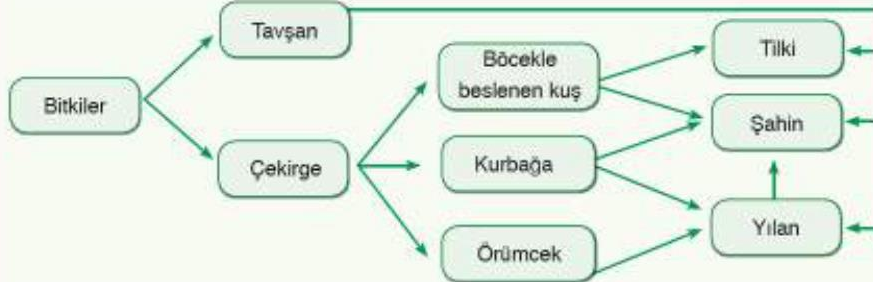 Tavşan
Tilki
Böcekle
beslenen kuş
Bitkiler
Şahin
Çekirge
Kurbağa
Yılan
Örümcek